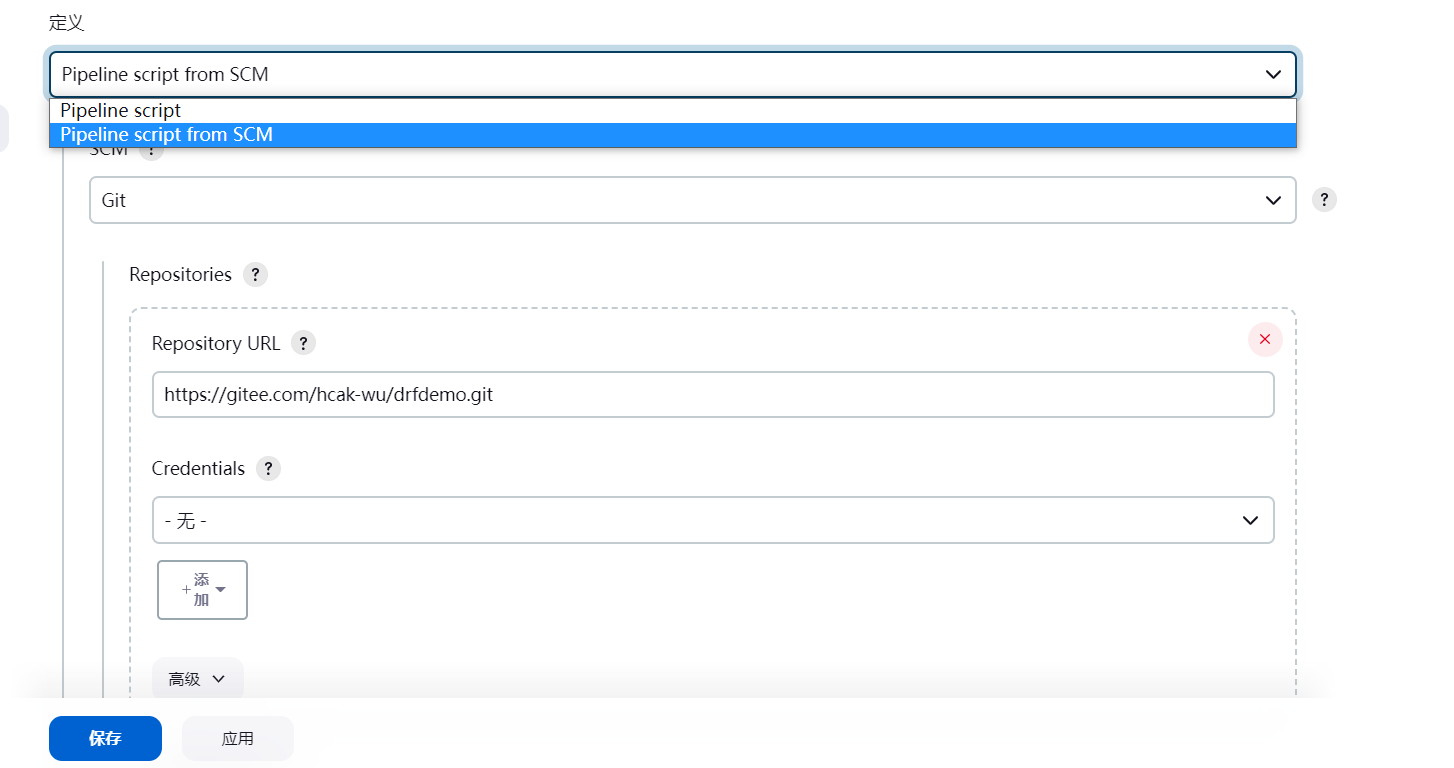 定义
Pipeline script from SCM
Pipeline script
Pipeline script from SCM
SCM ?
Git
?
Repositories ?
Repository URL ?
https://gitee.com/hcak-wu/drfdemo.git
Credentials ?
- 无 -
+ 添
加
高级
保存 应用